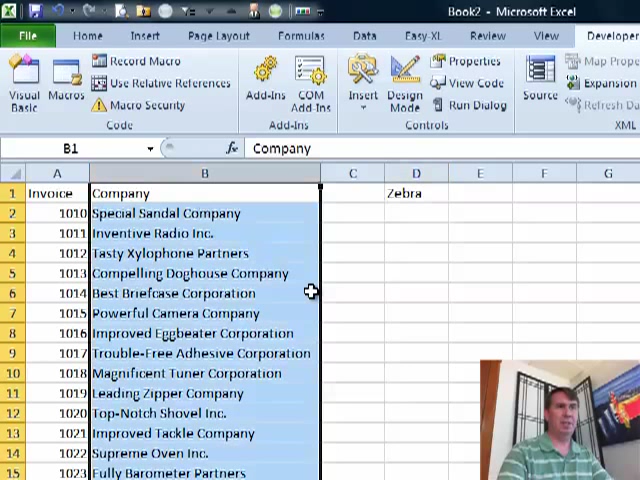 Book2 - Microsoft Excel
File Home Insert Page Layout Formulas Data Easy-XL Review View Developer
Visual Basic
Macros
Record Macro
Use Relative References
Macro Security
Code
Add-Ins
COM Add-Ins
Add-Ins
Insert
Design Mode
Properties
View Code
Run Dialog
Controls
Source
Map Prope
Expansion
Refresh Da
XML
B1 fx Company
A B C D E F G
1 Invoice Company Zebra
2 1010 Special Sandal Company
3 1011 Inventive Radio Inc.
4 1012 Tasty Xylophone Partners
5 1013 Compelling Doghouse Company
6 1014 Best Briefcase Corporation
7 1015 Powerful Camera Company
8 1016 Improved Eggbeater Corporation
9 1017 Trouble-Free Adhesive Corporation
10 1018 Magnificent Tuner Corporation
11 1019 Leading Zipper Company
12 1020 Top-Notch Shovel Inc.
13 1021 Improved Tackle Company
14 1022 Supreme Oven Inc.
15 1023 Fully Barometer Partners